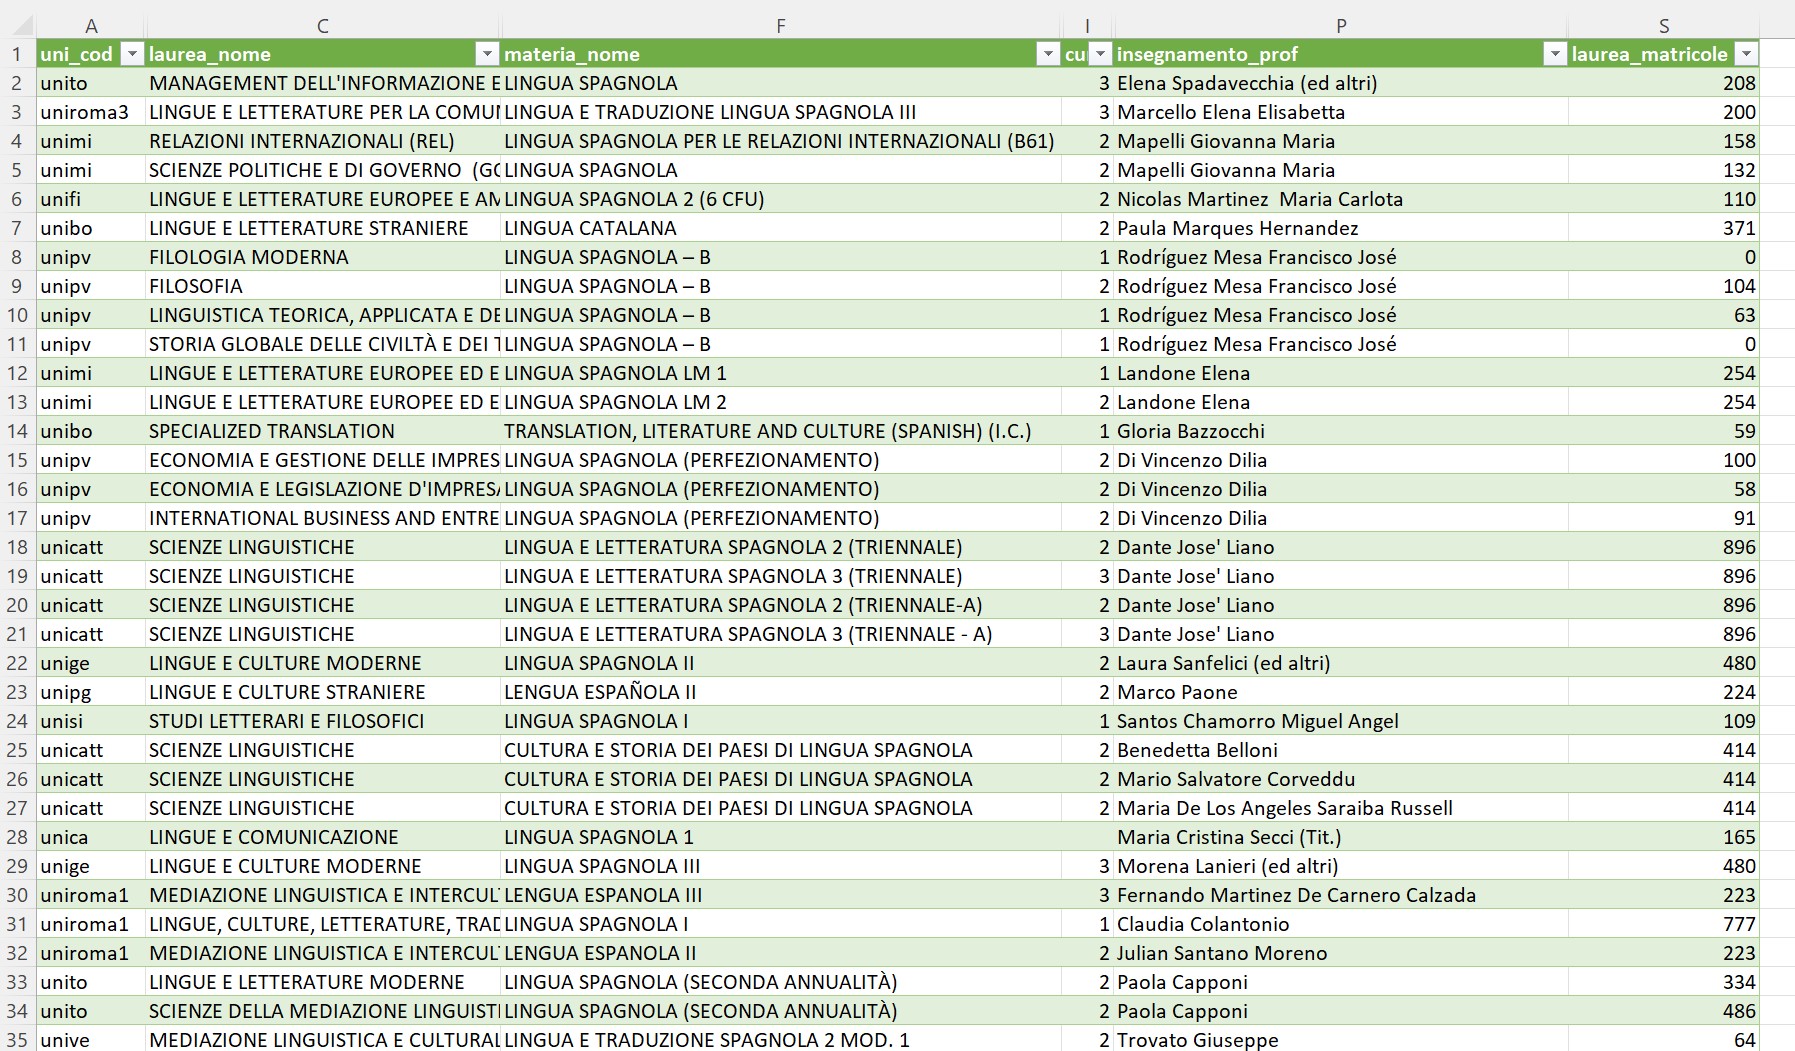 A C F I P S
1 uni_cod laurea_nome materia_nome cu insegnamento_prof laurea_matricole
2 unito MANAGEMENT DELL'INFORMAZIONE E LINGUA SPAGNOLA 3 Elena Spadavecchia (ed altri) 208
3 uniroma3 LINGUE E LETTERATURE PER LA COMUN LINGUA E TRADUZIONE LINGUA SPAGNOLA III 3 Marcello Elena Elisabetta 200
4 unimi RELAZIONI INTERNAZIONALI (REL) LINGUA SPAGNOLA PER LE RELAZIONI INTERNAZIONALI (B61) 2 Mapelli Giovanna Maria 158
5 unimi SCIENZE POLITICHE E DI GOVERNO (GO LINGUA SPAGNOLA 2 Mapelli Giovanna Maria 132
6 unifi LINGUE E LETTERATURE EUROPEE E AM LINGUA SPAGNOLA 2 (6 CFU) 2 Nicolas Martinez Maria Carlota 110
7 unibo LINGUE E LETTERATURE STRANIERE LINGUA CATALANA 2 Paula Marques Hernandez 371
8 unipv FILOLOGIA MODERNA LINGUA SPAGNOLA – B 1 Rodríguez Mesa Francisco José 0
9 unipv FILOSOFIA LINGUA SPAGNOLA – B 2 Rodríguez Mesa Francisco José 104
10 unipv LINGUISTICA TEORICA, APPLICATA E DE LINGUA SPAGNOLA – B 1 Rodríguez Mesa Francisco José 63
11 unipv STORIA GLOBALE DELLE CIVILTÀ E DEI T LINGUA SPAGNOLA – B 1 Rodríguez Mesa Francisco José 0
12 unimi LINGUE E LETTERATURE EUROPEE ED E LINGUA SPAGNOLA LM 1 1 Landone Elena 254
13 unimi LINGUE E LETTERATURE EUROPEE ED E LINGUA SPAGNOLA LM 2 2 Landone Elena 254
14 unibo SPECIALIZED TRANSLATION TRANSLATION, LITERATURE AND CULTURE (SPANISH) (I.C.) 1 Gloria Bazzocchi 59
15 unipv ECONOMIA E GESTIONE DELLE IMPRES LINGUA SPAGNOLA (PERFEZIONAMENTO) 2 Di Vincenzo Dilia 100
16 unipv ECONOMIA E LEGISLAZIONE D'IMPRESA LINGUA SPAGNOLA (PERFEZIONAMENTO) 2 Di Vincenzo Dilia 58
17 unipv INTERNATIONAL BUSINESS AND ENTRE LINGUA SPAGNOLA (PERFEZIONAMENTO) 2 Di Vincenzo Dilia 91
18 unicatt SCIENZE LINGUISTICHE LINGUA E LETTERATURA SPAGNOLA 2 (TRIENNALE) 2 Dante Jose' Liano 896
19 unicatt SCIENZE LINGUISTICHE LINGUA E LETTERATURA SPAGNOLA 3 (TRIENNALE) 3 Dante Jose' Liano 896
20 unicatt SCIENZE LINGUISTICHE LINGUA E LETTERATURA SPAGNOLA 2 (TRIENNALE-A) 2 Dante Jose' Liano 896
21 unicatt SCIENZE LINGUISTICHE LINGUA E LETTERATURA SPAGNOLA 3 (TRIENNALE - A) 3 Dante Jose' Liano 896
22 unige LINGUE E CULTURE MODERNE LINGUA SPAGNOLA II 2 Laura Sanfelici (ed altri) 480
23 unipg LINGUE E CULTURE STRANIERE LENGUA ESPAÑOLA II 2 Marco Paone 224
24 unisi STUDI LETTERARI E FILOSOFICI LINGUA SPAGNOLA I 1 Santos Chamorro Miguel Angel 109
25 unicatt SCIENZE LINGUISTICHE CULTURA E STORIA DEI PAESI DI LINGUA SPAGNOLA 2 Benedetta Belloni 414
26 unicatt SCIENZE LINGUISTICHE CULTURA E STORIA DEI PAESI DI LINGUA SPAGNOLA 2 Mario Salvatore Corveddu 414
27 unicatt SCIENZE LINGUISTICHE CULTURA E STORIA DEI PAESI DI LINGUA SPAGNOLA 2 Maria De Los Angeles Saraiba Russell 414
28 unica LINGUE E COMUNICAZIONE LINGUA SPAGNOLA 1 Maria Cristina Secci (Tit.) 165
29 unige LINGUE E CULTURE MODERNE LINGUA SPAGNOLA III 3 Morena Lanieri (ed altri) 480
30 uniroma1 MEDIAZIONE LINGUISTICA E INTERCULT LENGUA ESPANOLA III 3 Fernando Martinez De Carnero Calzada 223
31 uniroma1 LINGUE, CULTURE, LETTERATURE, TRAD LINGUA SPAGNOLA I 1 Claudia Colantonio 777
32 uniroma1 MEDIAZIONE LINGUISTICA E INTERCULT LENGUA ESPANOLA II 2 Julian Santano Moreno 223
33 unito LINGUE E LETTERATURE MODERNE LINGUA SPAGNOLA (SECONDA ANNUALITÀ) 2 Paola Capponi 334
34 unito SCIENZE DELLA MEDIAZIONE LINGUISTI LINGUA SPAGNOLA (SECONDA ANNUALITÀ) 2 Paola Capponi 486
35 unive MEDIAZIONE LINGUISTICA E CULTURAL LINGUA E TRADUZIONE SPAGNOLA 2 MOD. 1 2 Trovato Giuseppe 64